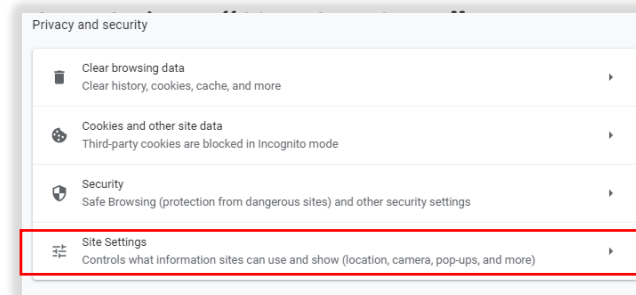 Privacy and security
Clear browsing data
Clear history, cookies, cache, and more
Cookies and other site data
Third-party cookies are blocked in Incognito mode
Security
Safe Browsing (protection from dangerous sites) and other security settings
Site Settings
Controls what information sites can use and show (location, camera, pop-ups, and more)